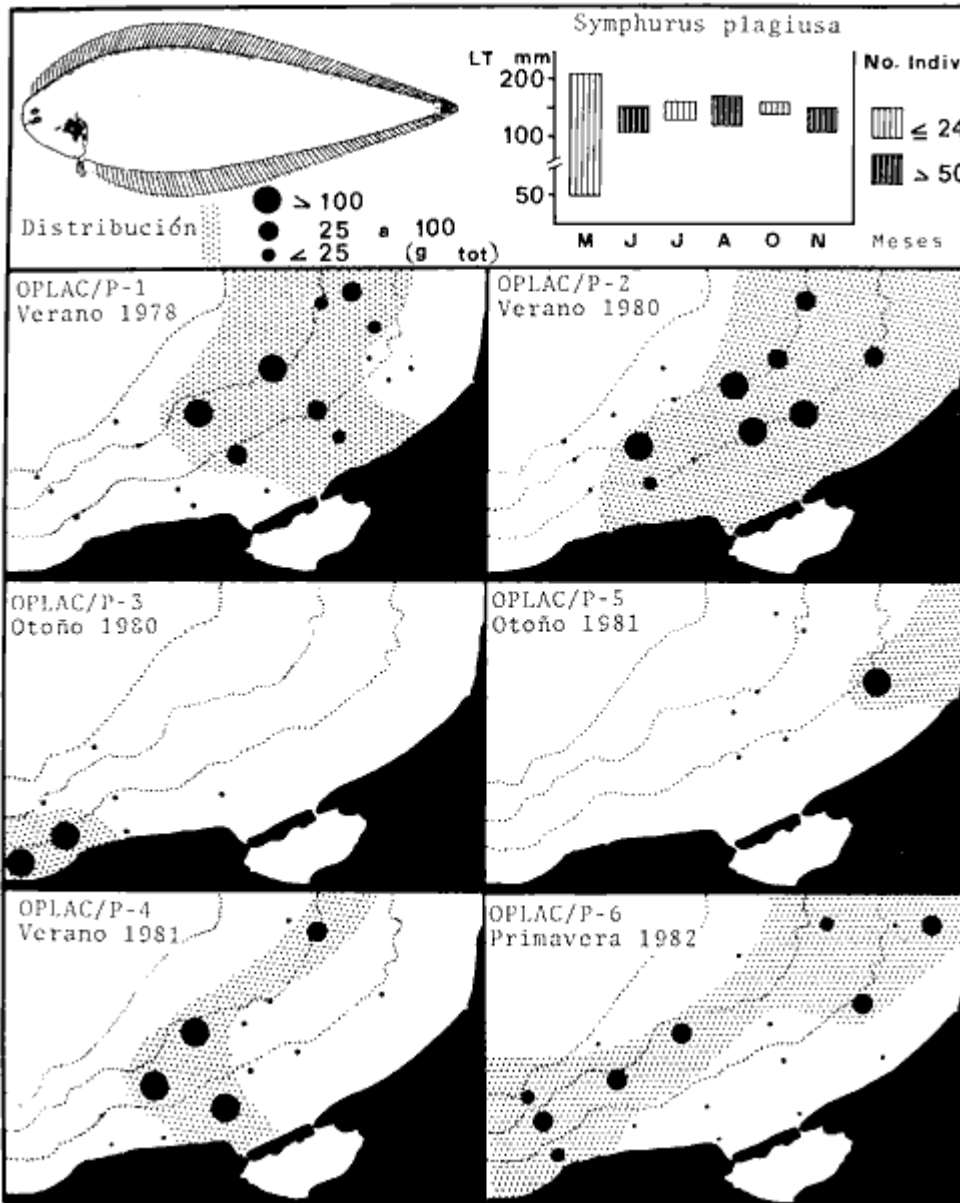 Symphurus plagiusa
LT mm
200
100
50
M J J A O N
Meses
No. Indiv
≦ 24
> 50
Distribución
> 100
25 a 100
< 25 (g tot)
OPLAC/P-1
Verano 1978
OPLAC/P-2
Verano 1980
OPLAC/P-3
Otoño 1980
OPLAC/P-5
Otoño 1981
OPLAC/P-4
Verano 1981
OPLAC/P-6
Primavera 1982